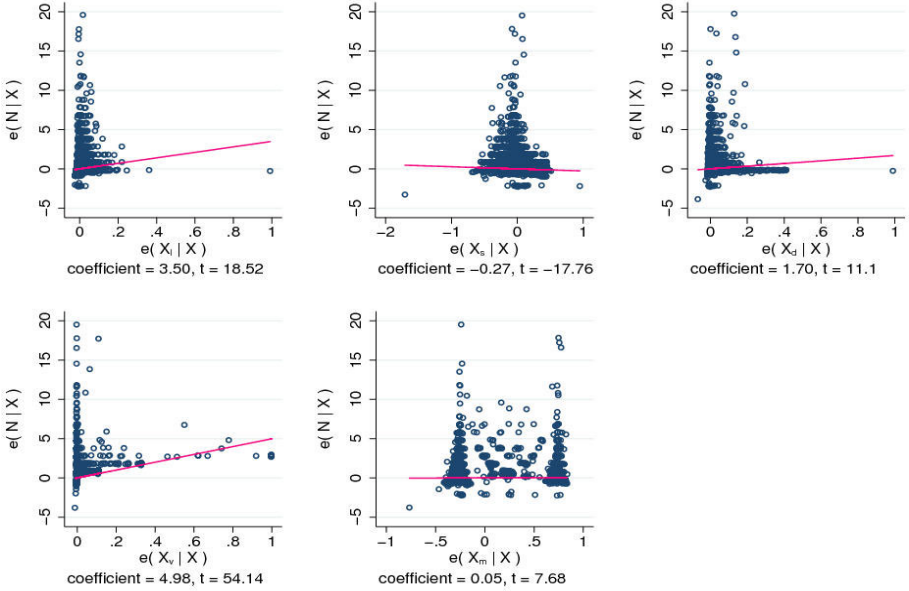 20
15
10
5
0
−5
e( N | X )
0 .2 .4 .6 .8 1
e( Xₗ | X )
coefficient = 3.50, t = 18.52
20
15
10
5
0
−5
e( N | X )
−2 −1 0 1
e( Xₛ | X )
coefficient = −0.27, t = −17.76
20
15
10
5
0
−5
e( N | X )
0 .2 .4 .6 .8 1
e( X_d | X )
coefficient = 1.70, t = 11.1
20
15
10
5
0
−5
e( N | X )
0 .2 .4 .6 .8 1
e( Xᵥ | X )
coefficient = 4.98, t = 54.14
20
15
10
5
0
−5
e( N | X )
−1 −.5 0 .5 1
e( Xₘ | X )
coefficient = 0.05, t = 7.68